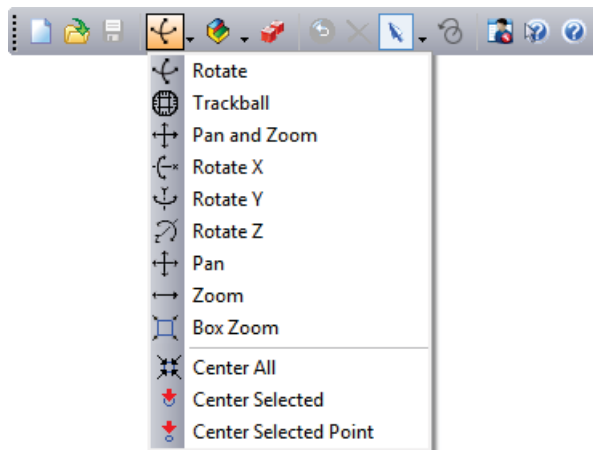 Rotate
Trackball
Pan and Zoom
Rotate X
Rotate Y
Rotate Z
Pan
Zoom
Box Zoom
Center All
Center Selected
Center Selected Point